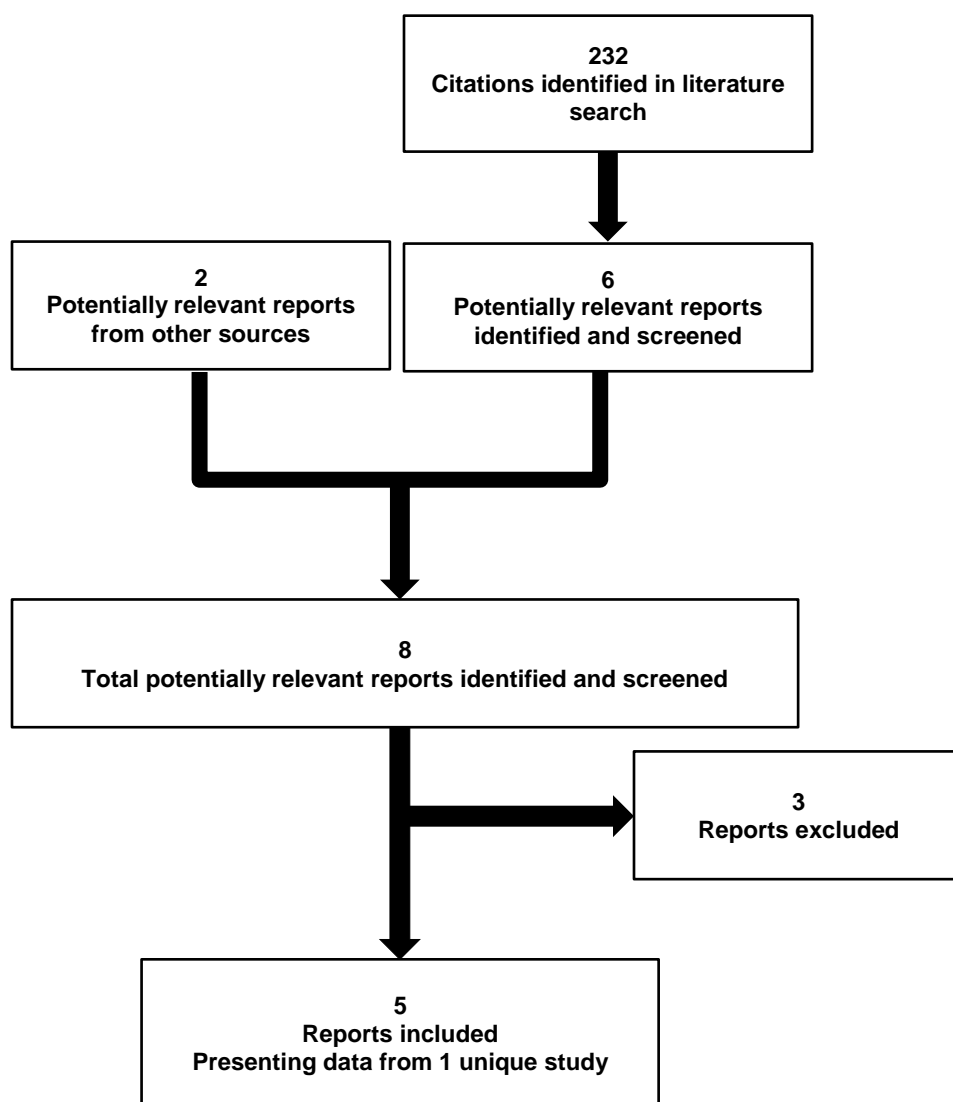 232
Citations identified in literature
search
2
Potentially relevant reports
from other sources
6
Potentially relevant reports
identified and screened
8
Total potentially relevant reports identified and screened
3
Reports excluded
5
Reports included
Presenting data from 1 unique study